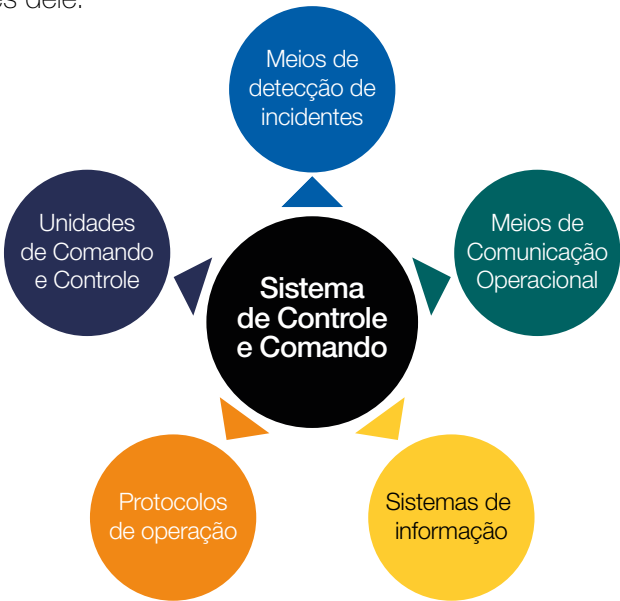 dele.
Meios de
detecção de
incidentes
Unidades
de Comando
e Controle
Meios de
Comunicação
Operacional
Sistema
de Controle
e Comando
Protocolos
de operação
Sistemas de
informação